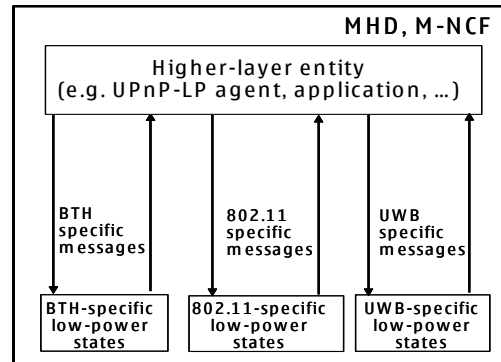 MHD, M-NCF
Higher-layer entity
(e.g. UPnP-LP agent, application, ...)
BTH
specific
messages
802.11
specific
messages
UWB
specific
messages
BTH-specific
low-power
states
802.11-specific
low-power
states
UWB-specific
low-power
states